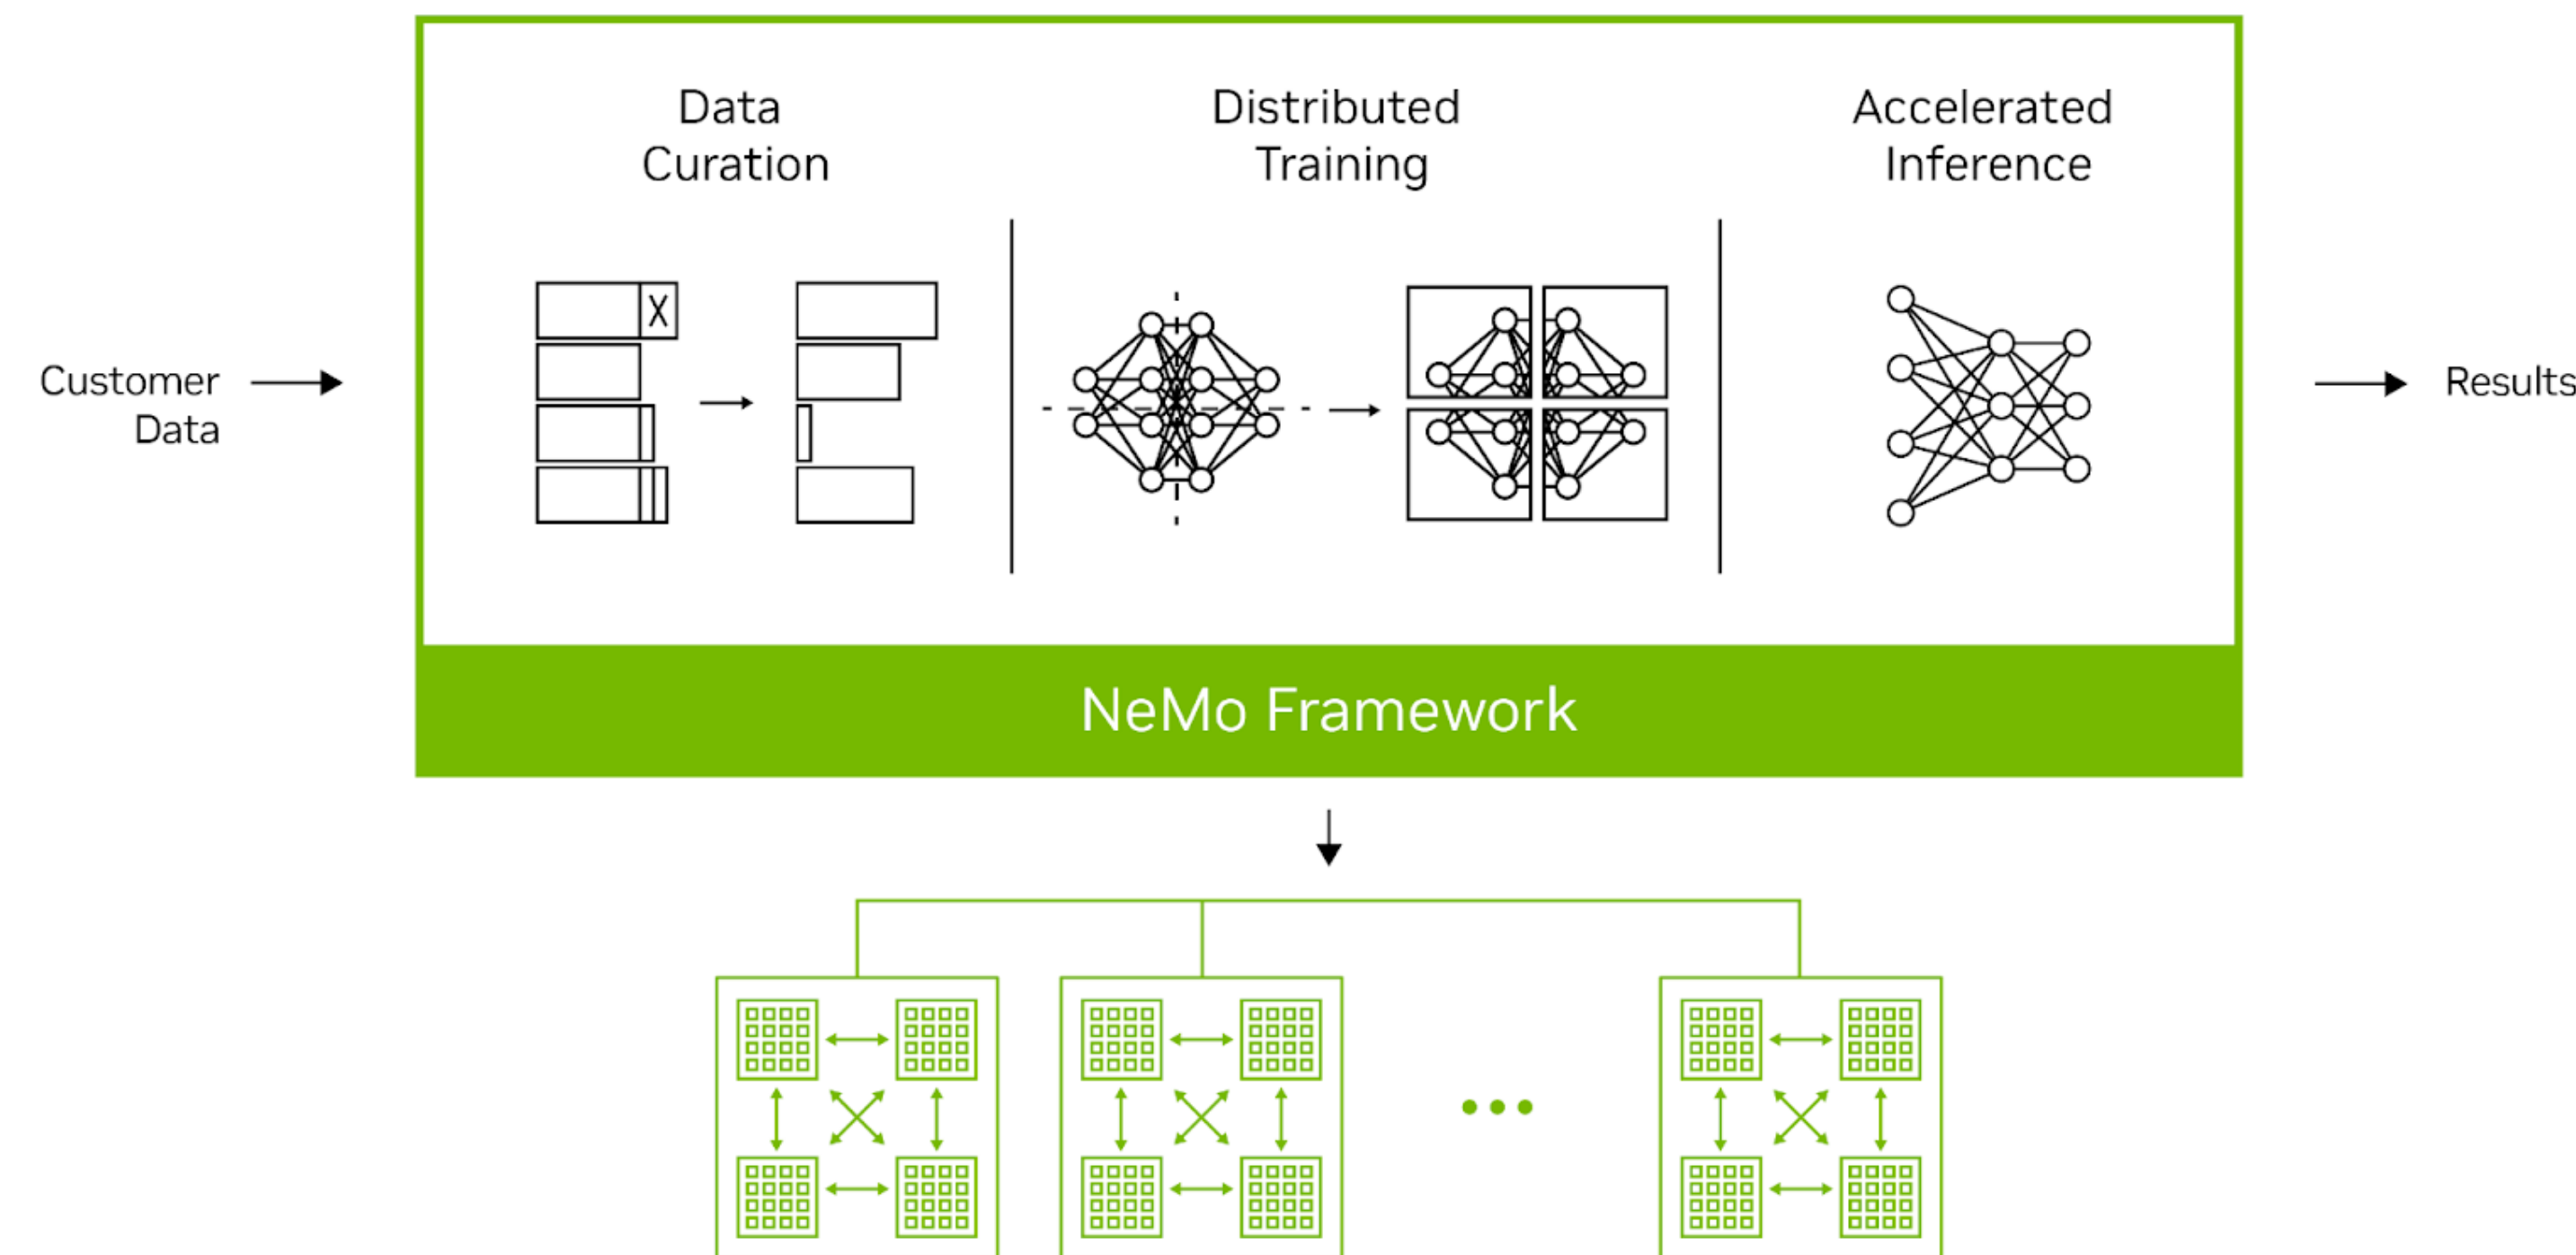 Data
Curation
Distributed
Training
Accelerated
Inference
X
Customer
Data
Results
NeMo Framework